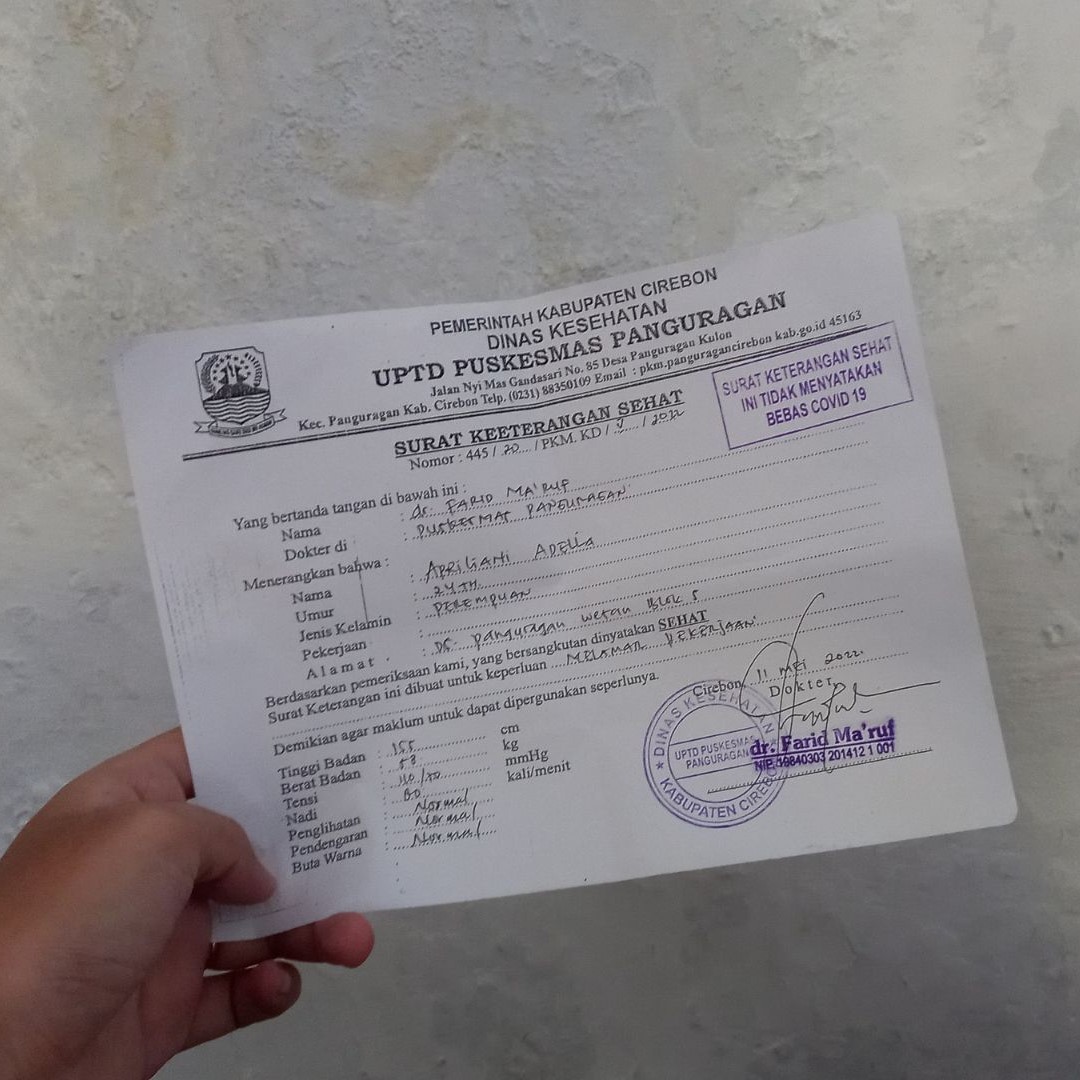 PEMERINTAH KABUPATEN CIREBON
DINAS KESEHATAN
UPTD PUSKESMAS PANGURAGAN
Jalan Nyi Mas Gandasari No. 85 Desa Panguragan Kulon
Kec. Panguragan Kab. Cirebon Telp. (0231) 88350109 Email : pkm.panguragancirebon kab.go.id 45163
SURAT KETERANGAN SEHAT
INI TIDAK MENYATAKAN
BEBAS COVID 19
SURAT KEETERANGAN SEHAT
Nomor : 445 / 20 / PKM. KD / V / 2022
Yang bertanda tangan di bawah ini :
Nama : dr. FARID MA'RUF
Dokter di : PUSKESMAS PANGURAGAN
Menerangkan bahwa :
Nama : APRILIANI ADELIA
Umur : 24 TH
Jenis Kelamin : PEREMPUAN
Pekerjaan :
Alamat : DS. Panguragan wetan Blok 5
Berdasarkan pemeriksaan kami, yang bersangkutan dinyatakan SEHAT
Surat Keterangan ini dibuat untuk keperluan MELAMAR PEKERJAAN
Demikian agar maklum untuk dapat dipergunakan seperlunya.
Tinggi Badan : 155 cm
Berat Badan : 53 kg
Tensi : 110/70 mmHg
Nadi : 80 kali/menit
Penglihatan : Normal
Pendengaran : Normal
Buta Warna : Normal
Cirebon, 11 MEI 2022
Dokter
DINAS KESEHATAN
UPTD PUSKESMAS
PANGURAGAN
KABUPATEN CIREBON
dr. Farid Ma'ruf
NIP. 19840303 201412 1 001